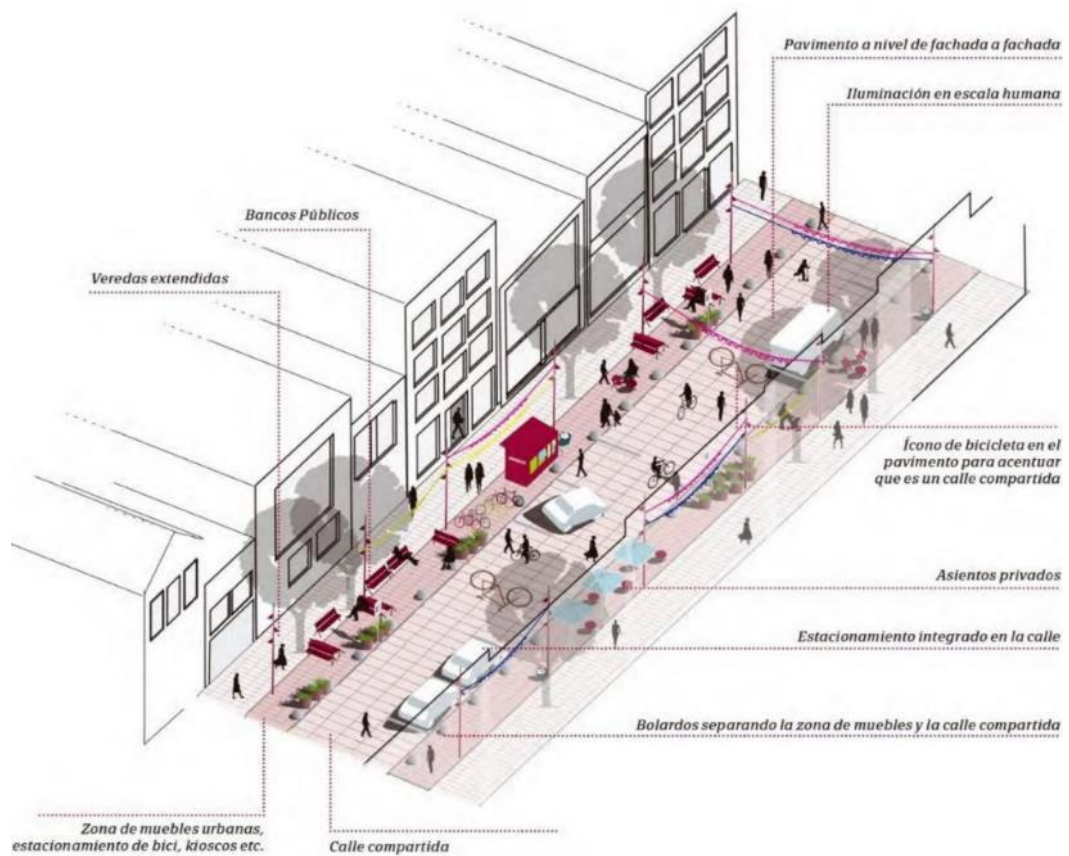 Pavimento a nivel de fachada a fachada
Iluminación en escala humana
Bancos Públicos
Veredas extendidas
Ícono de bicicleta en el
pavimento para acentuar
que es un calle compartida
Asientos privados
Estacionamiento integrado en la calle
Bolardos separando la zona de muebles y la calle compartida
Zona de muebles urbanas,
estacionamiento de bici, kioscos etc.
Calle compartida